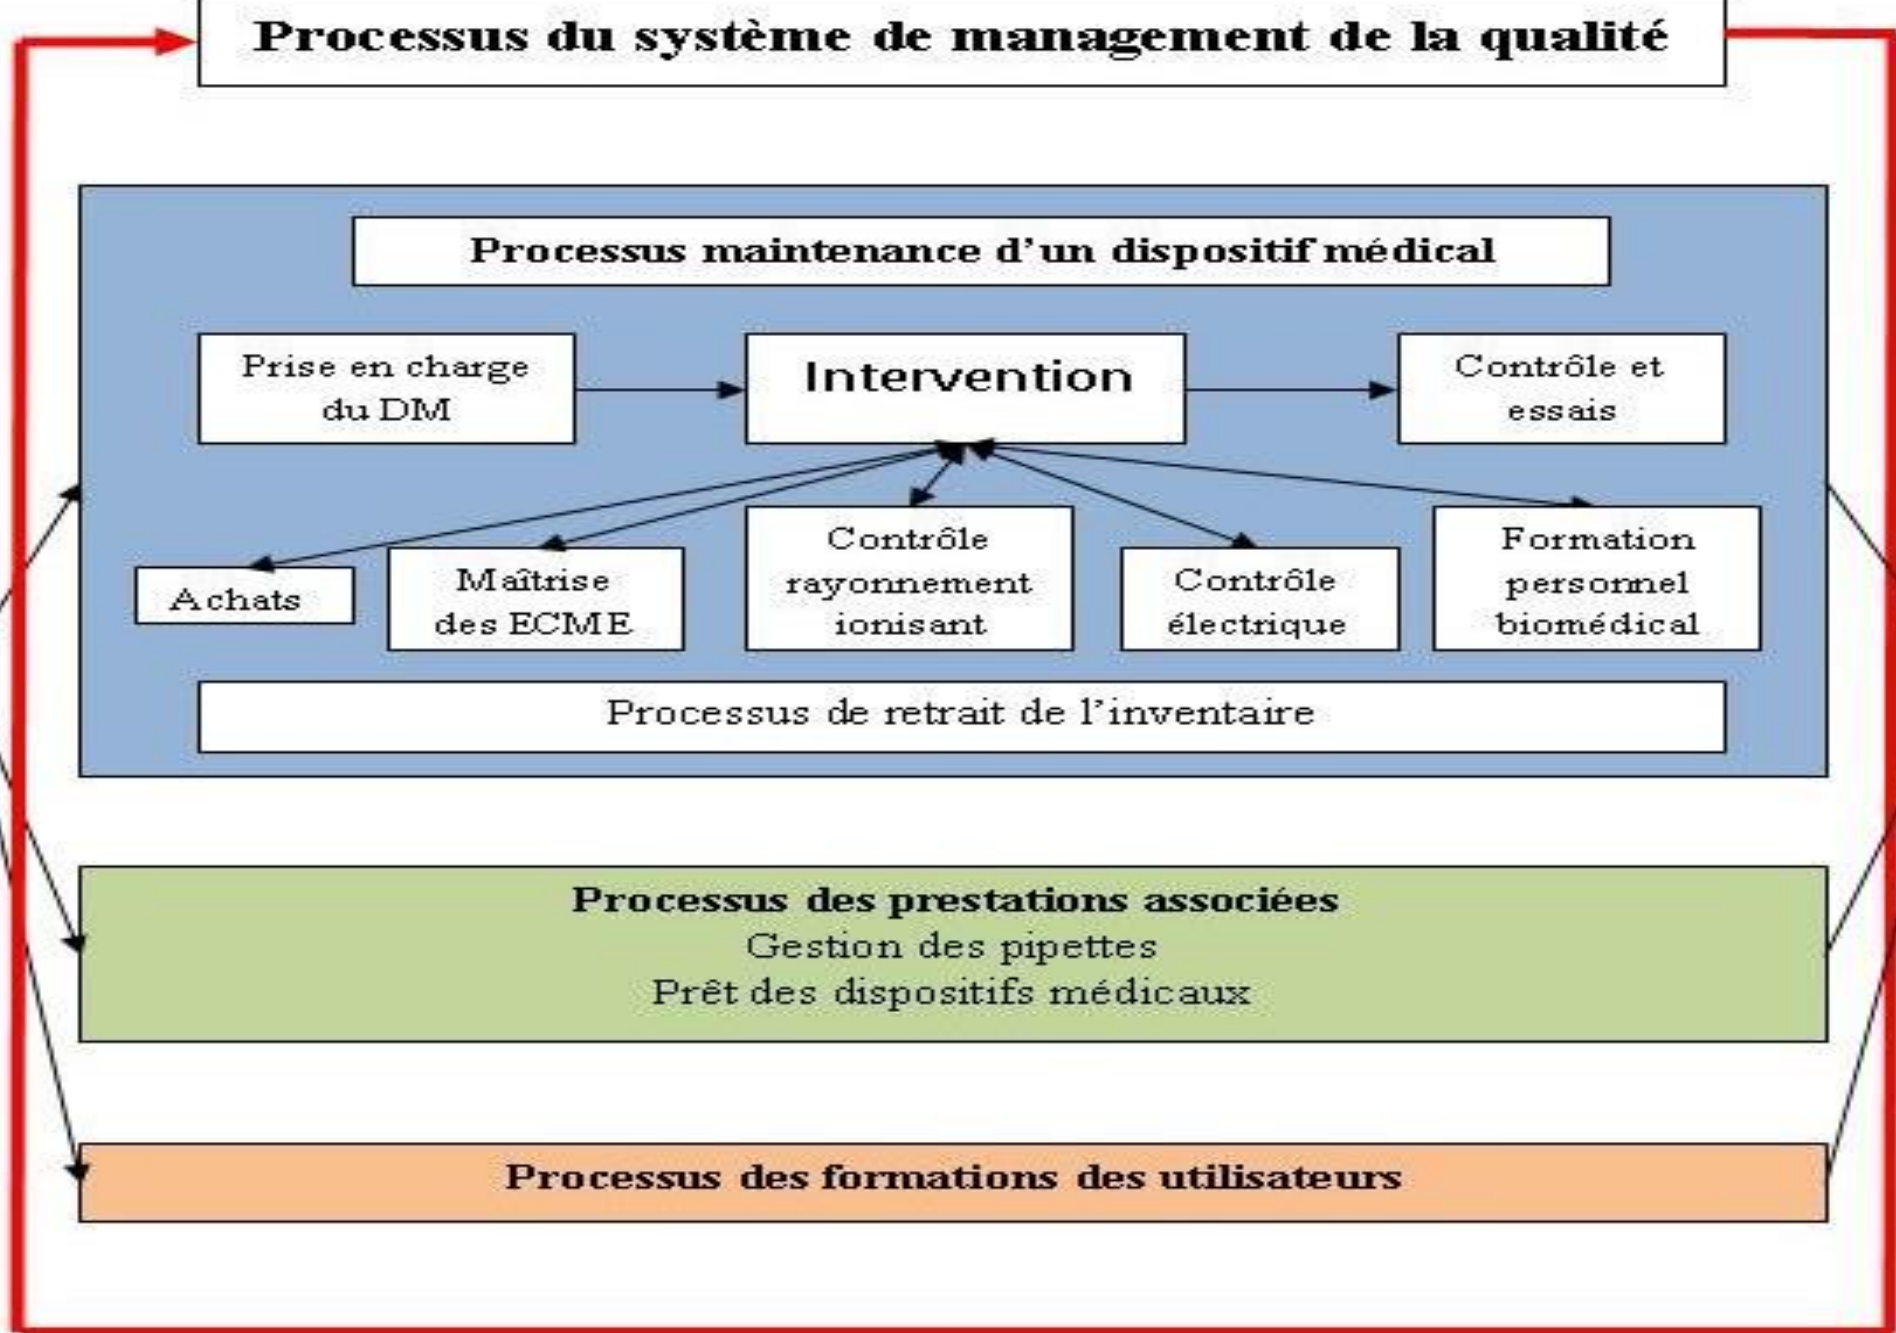 Processus du système de management de la qualité
Processus maintenance d'un dispositif médical
Prise en charge
du DM
Intervention
Contrôle et
essais
Achats
Maîtrise
des ECME
Contrôle
rayonnement
ionisant
Contrôle
électrique
Formation
personnel
biomédical
Processus de retrait de l'inventaire
Processus des prestations associées
Gestion des pipettes
Prêt des dispositifs médicaux
Processus des formations des utilisateurs